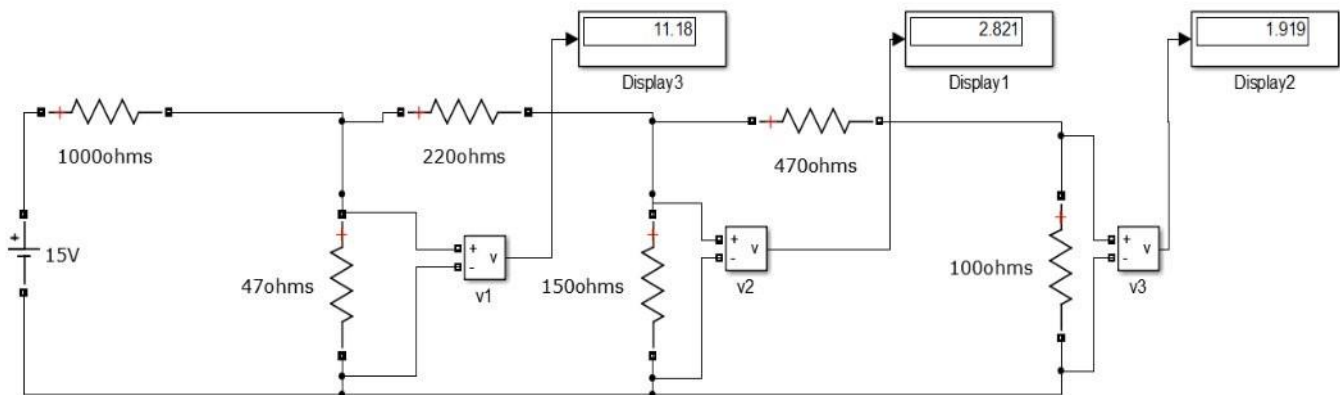 11.18
2.821
1.919
Display3
Display1
Display2
1000ohms
220ohms
470ohms
+
15V
47ohms
+
-
v
v1
150ohms
+
-
v
v2
100ohms
+
-
v
v3